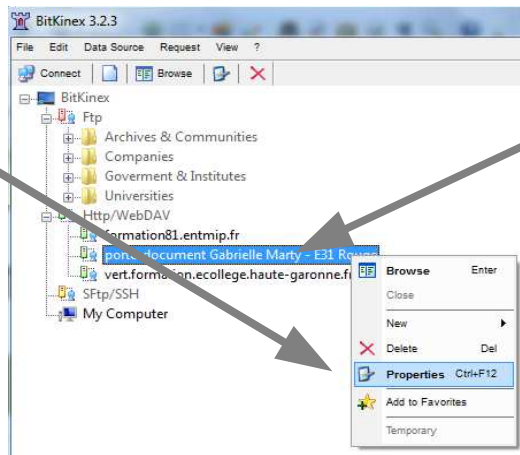 BitKinex 3.2.3
File Edit Data Source Request View ?
Connect Browse
BitKinex
Ftp
Archives & Communities
Companies
Goverment & Institutes
Universities
Http/WebDAV
formation81.entmip.fr
document Gabrielle Marty - E31 Rouge
vert.formation.ecollege.haute-garonne.fr
SFtp/SSH
My Computer
Browse Enter
Close
New
Delete Del
Properties Ctrl+F12
Add to Favorites
Temporary